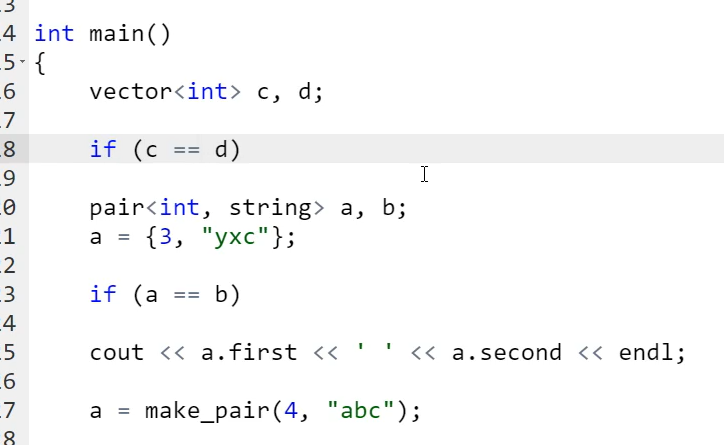 3
4 int main()
5 {
6 vector<int> c, d;
7
8 if (c == d)
9
0 pair<int, string> a, b;
1 a = {3, "yxc"};
2
3 if (a == b)
4
5 cout << a.first << ' ' << a.second << endl;
6
7 a = make_pair(4, "abc");
8